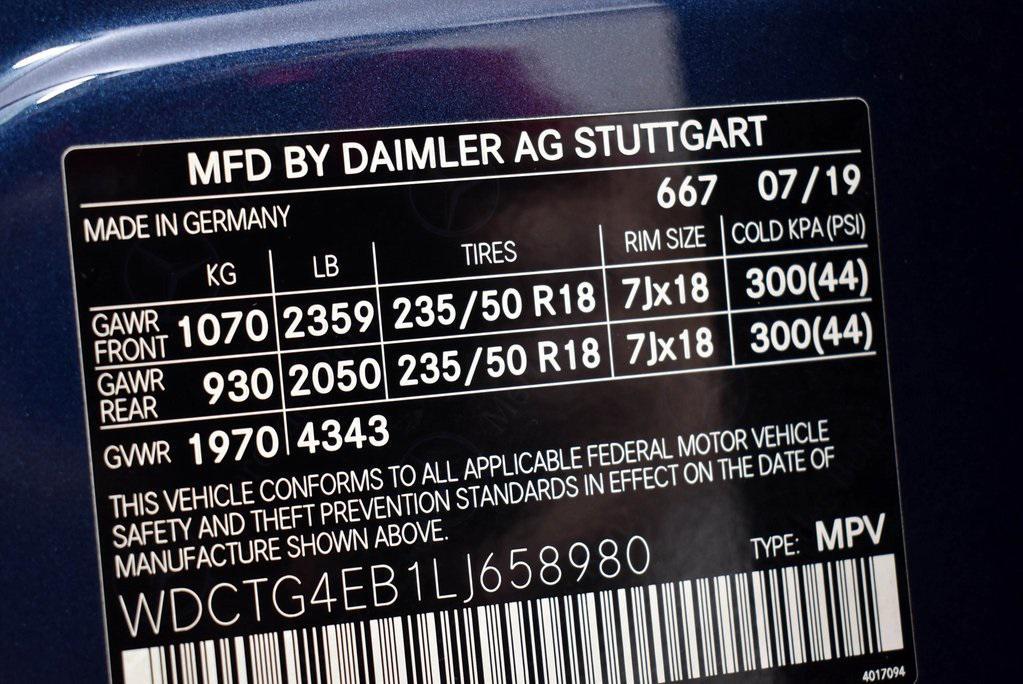 MFD BY DAIMLER AG STUTTGART
667 07/19
MADE IN GERMANY
KG LB TIRES RIM SIZE COLD KPA (PSI)
GAWR FRONT 1070 2359 235/50 R18 7Jx18 300(44)
GAWR REAR 930 2050 235/50 R18 7Jx18 300(44)
GVWR 1970 4343
THIS VEHICLE CONFORMS TO ALL APPLICABLE FEDERAL MOTOR VEHICLE
SAFETY AND THEFT PREVENTION STANDARDS IN EFFECT ON THE DATE OF
MANUFACTURE SHOWN ABOVE.
WDCTG4EB1LJ658980 TYPE: MPV
4017094